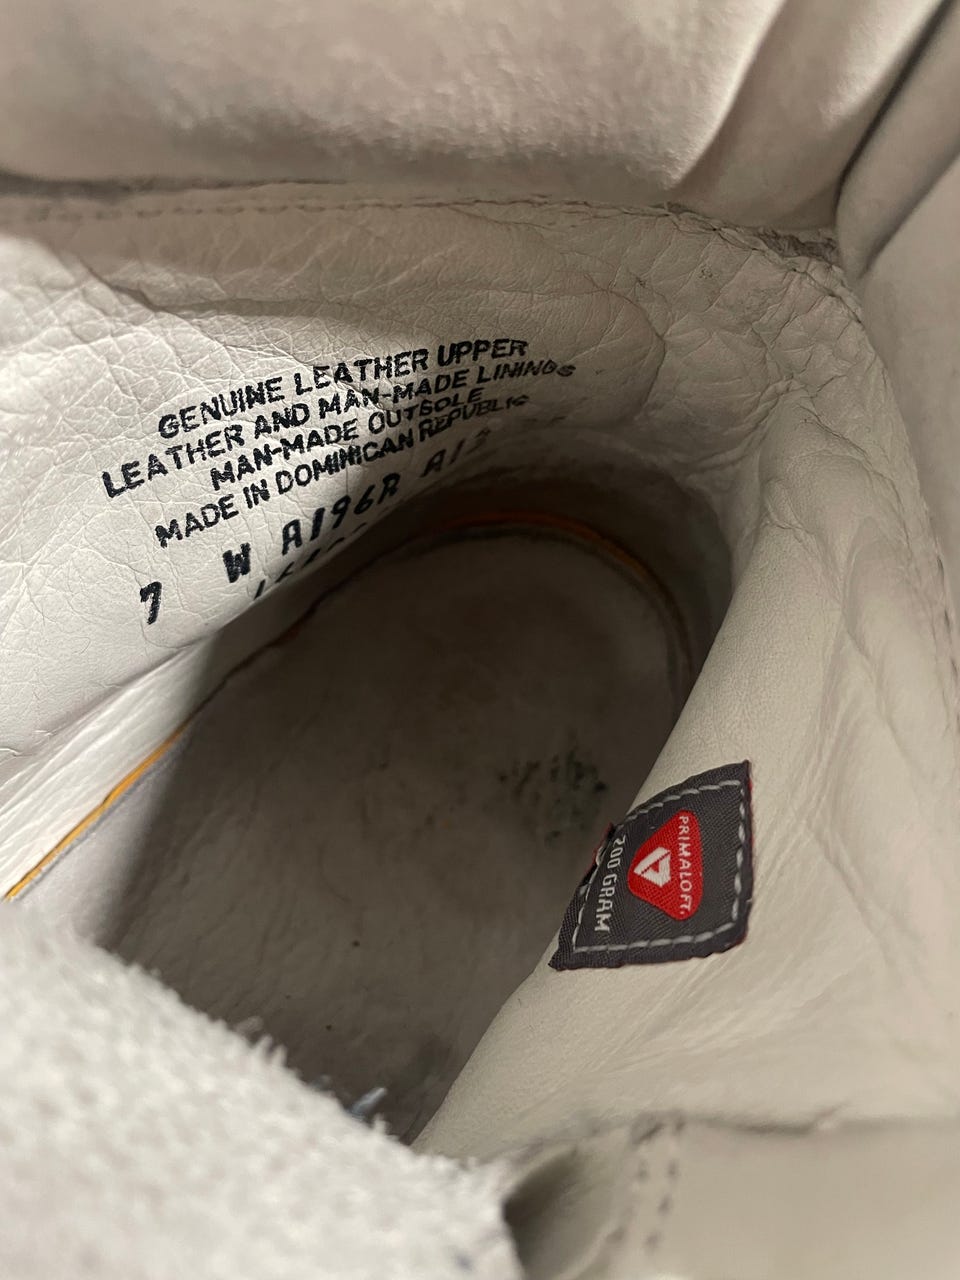 GENUINE LEATHER UPPER
LEATHER AND MAN-MADE LININGS
MAN-MADE OUTSOLE
MADE IN DOMINICAN REPUBLIC
7 W A196R
PRIMALOFT.
200 GRAM